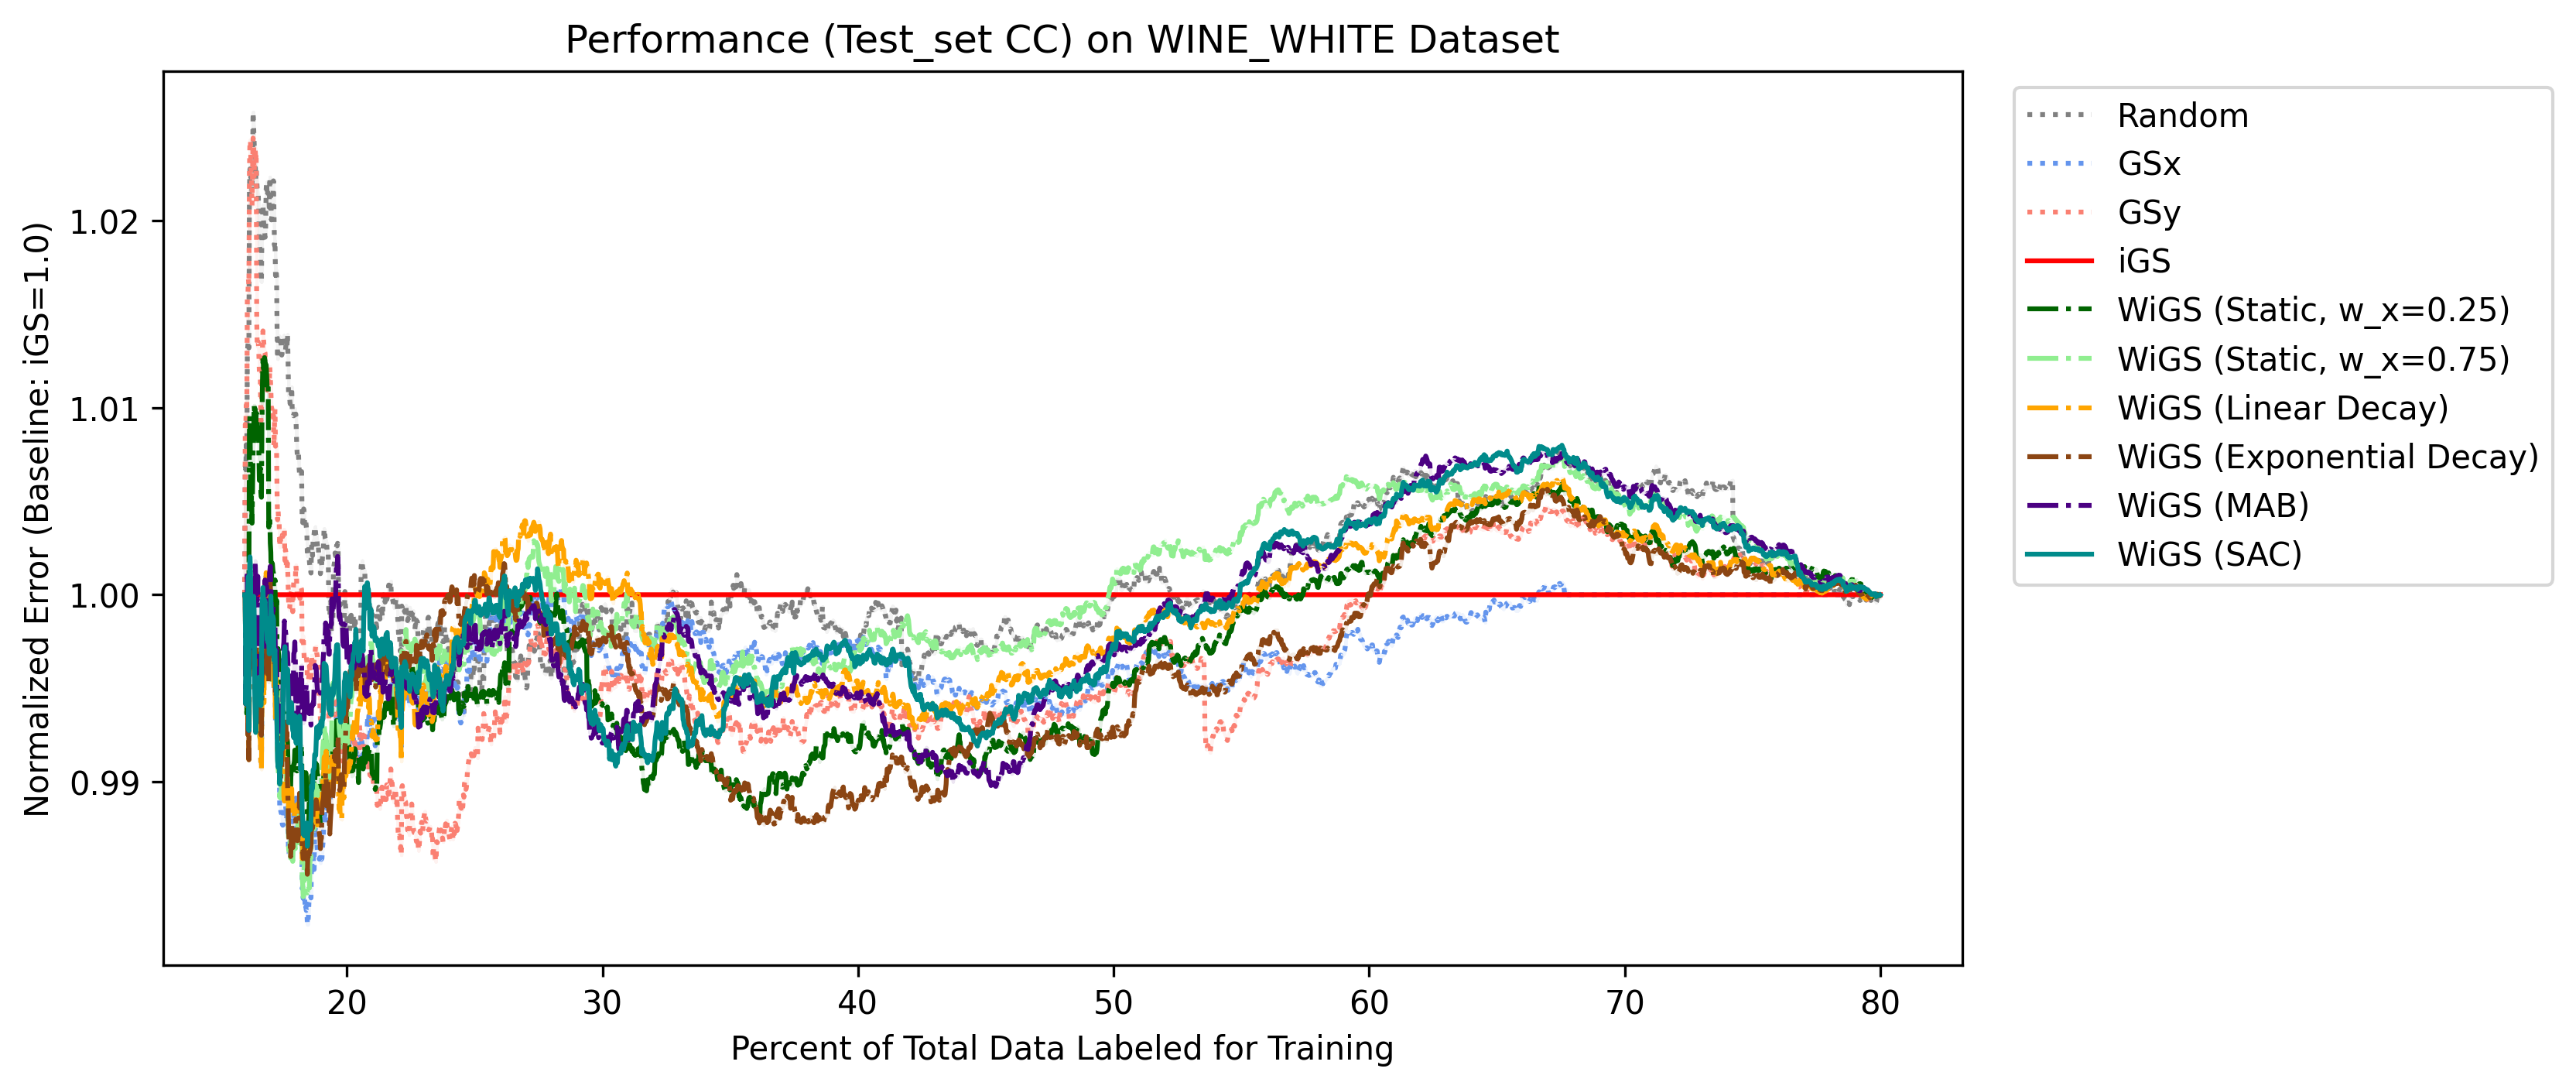 Performance (Test_set CC) on WINE_WHITE Dataset
Normalized Error (Baseline: iGS=1.0)
1.02
1.01
1.00
0.99
20 30 40 50 60 70 80
Percent of Total Data Labeled for Training
Random
GSx
GSy
iGS
WiGS (Static, w_x=0.25)
WiGS (Static, w_x=0.75)
WiGS (Linear Decay)
WiGS (Exponential Decay)
WiGS (MAB)
WiGS (SAC)